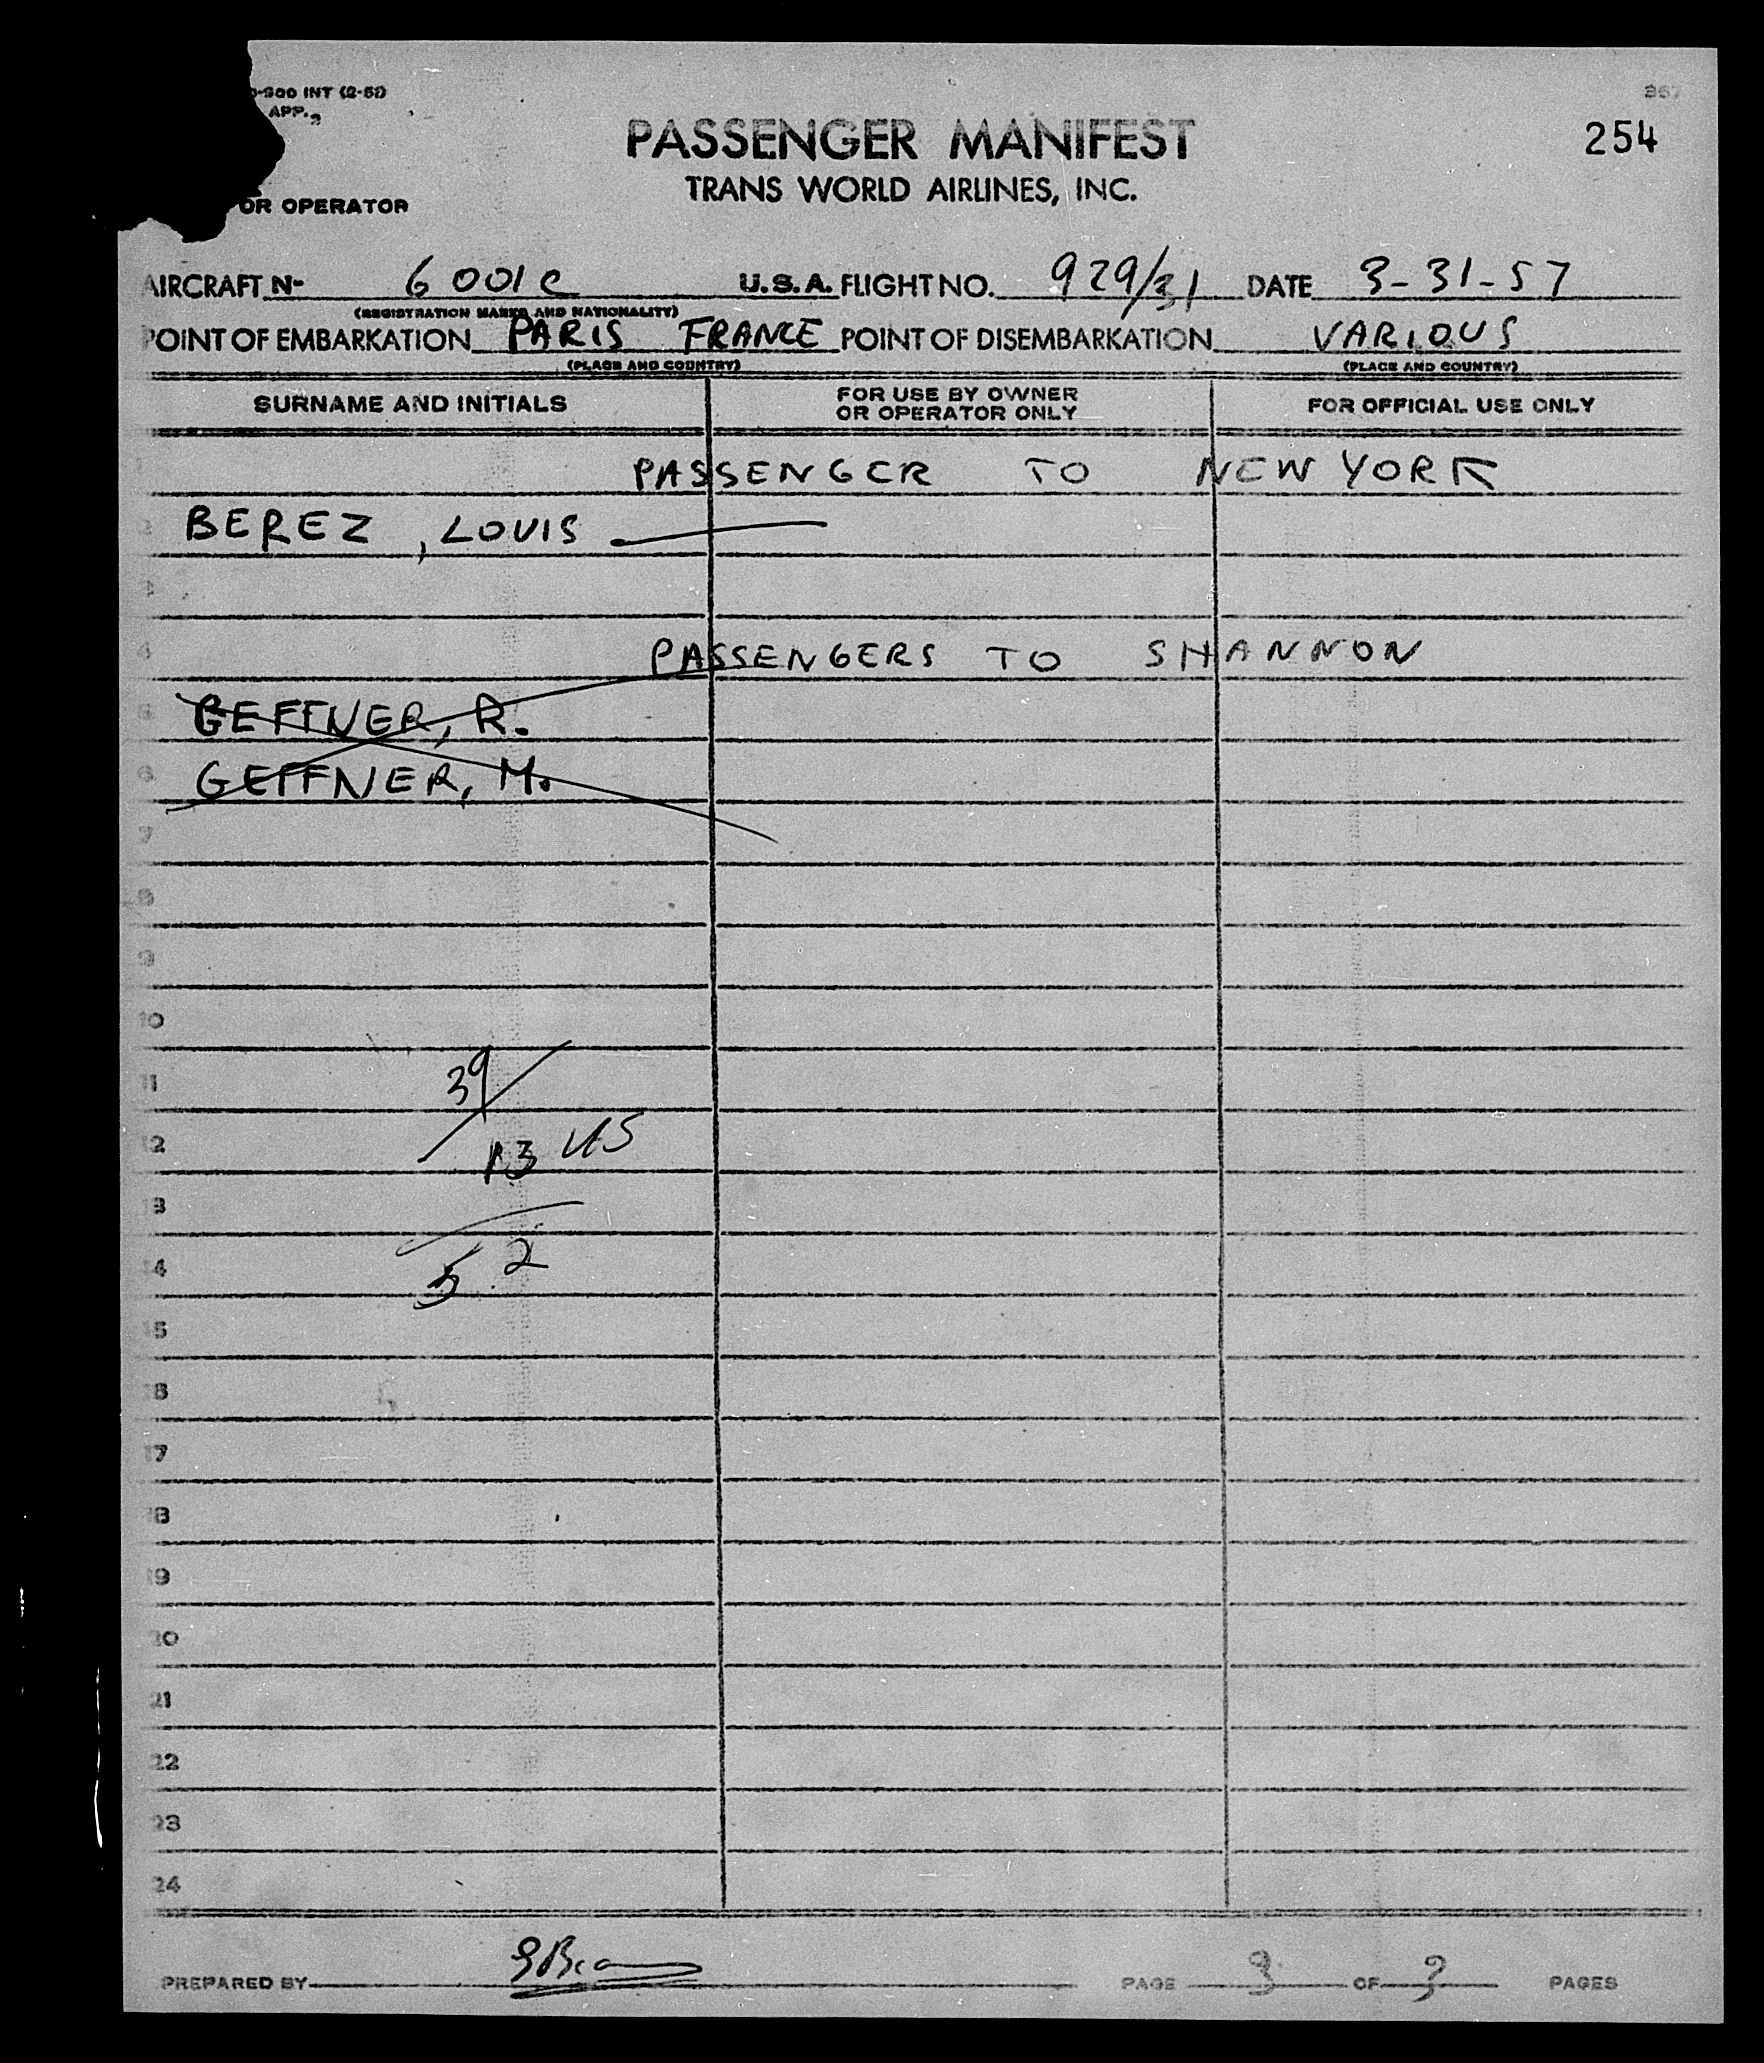 -300 INT (2-52)
APP.
367
PASSENGER MANIFEST
254
TRANS WORLD AIRLINES, INC.
OR OPERATOR
AIRCRAFT N- 6001C U.S.A. FLIGHT NO. 929/31 DATE 3-31-57
(REGISTRATION MARKS AND NATIONALITY)
POINT OF EMBARKATION PARIS FRANCE POINT OF DISEMBARKATION VARIOUS
(PLACE AND COUNTRY) (PLACE AND COUNTRY)
SURNAME AND INITIALS FOR USE BY OWNER OR OPERATOR ONLY FOR OFFICIAL USE ONLY
PASSENGER TO NEW YORK
2 BEREZ, LOUIS
3
4 PASSENGERS TO SHANNON
5 GEFFNER, R.
6 GEFFNER, M.
7
8
9
10
11 39
12 13 US
13
14 52
15
16
17
18
19
20
21
22
23
24
PREPARED BY PAGE 3 OF 3 PAGES